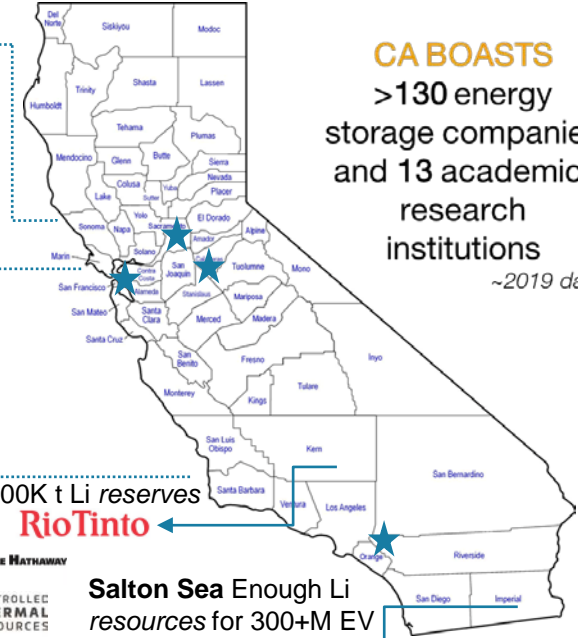 Del
Norte
Siskiyou
Modoc
CA BOASTS
>130 energy
storage companie
and 13 academic
research
institutions
~2019 da
Trinity
Shasta
Lassen
Humboldt
Tehama
Plumas
Mendocino
Glenn
Butte
Sierra
Nevada
Colusa
Yuba
Placer
Lake
Sutter
Yolo
El Dorado
Sonoma
Napa
Sacramento
Alpine
Amador
Solano
Marin
Contra
Costa
San
Joaquin
Tuolumne
Mono
San Francisco
Alameda
Stanislaus
San Mateo
Santa
Clara
Mariposa
Merced
Madera
Santa Cruz
San
Benito
Fresno
Inyo
Monterey
Kings
Tulare
San Luis
Obispo
Kern
San Bernardino
00K t Li reserves
Santa Barbara
Ventura
Los Angeles
RioTinto
Orange
Riverside
E HATHAWAY
Salton Sea Enough Li
resources for 300+M EV
San Diego
Imperial
TROLLED
ERMAL
OURCES